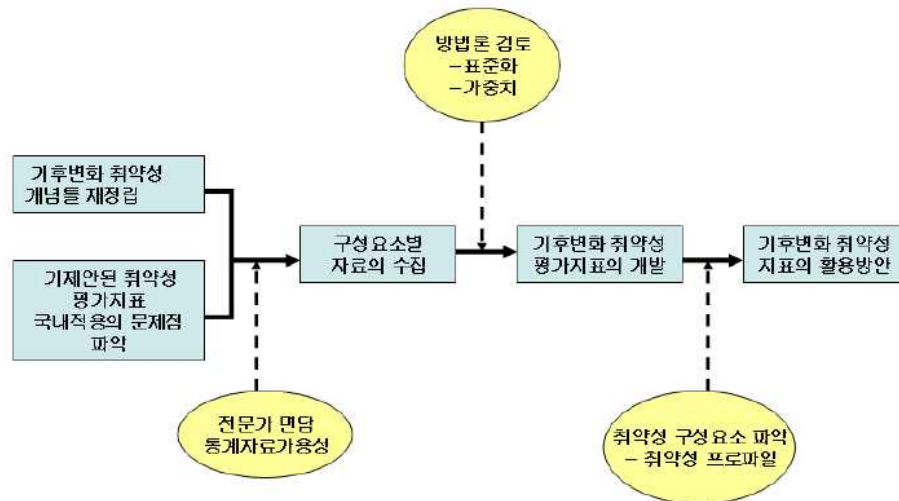 방법론 검토
– 표준화
– 가중치
기후변화 취약성
개념틀 재정립
기제안된 취약성
평가지표
국내적용의 문제점
파악
구성요소별
자료의 수집
기후변화 취약성
평가지표의 개발
기후변화 취약성
지표의 활용방안
전문가 면담
통계자료가용성
취약성 구성요소 파악
– 취약성 프로파일